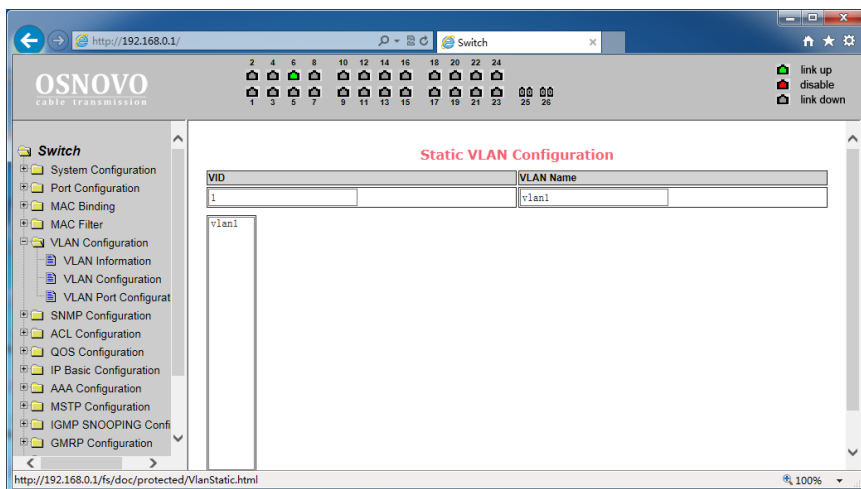 http://192.168.0.1/
Switch
OSNOVO
cable transmission
2 4 6 8 10 12 14 16 18 20 22 24
1 3 5 7 9 11 13 15 17 19 21 23 25 26
link up
disable
link down
Switch
System Configuration
Port Configuration
MAC Binding
MAC Filter
VLAN Configuration
VLAN Information
VLAN Configuration
VLAN Port Configurat
SNMP Configuration
ACL Configuration
QOS Configuration
IP Basic Configuration
AAA Configuration
MSTP Configuration
IGMP SNOOPING Confi
GMRP Configuration
Static VLAN Configuration
VID VLAN Name
1 vlan1
vlan1
http://192.168.0.1/fs/doc/protected/VlanStatic.html
100%